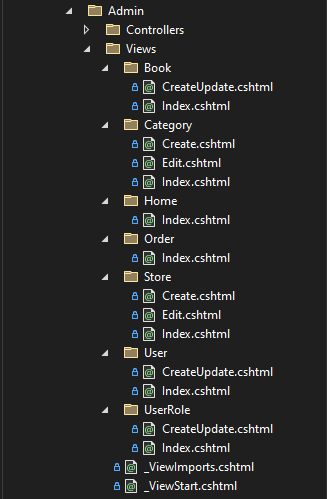 Admin
Controllers
Views
Book
CreateUpdate.cshtml
Index.cshtml
Category
Create.cshtml
Edit.cshtml
Index.cshtml
Home
Index.cshtml
Order
Index.cshtml
Store
Create.cshtml
Edit.cshtml
Index.cshtml
User
CreateUpdate.cshtml
Index.cshtml
UserRole
CreateUpdate.cshtml
Index.cshtml
_ViewImports.cshtml
_ViewStart.cshtml